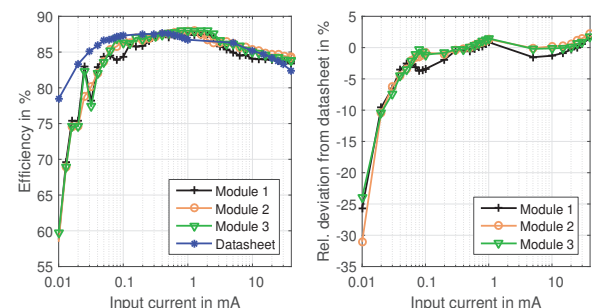 90
85
80
75
70
65
60
55
Efficiency in %
Module 1
Module 2
Module 3
Datasheet
0.01
0.1
1
10
Input current in mA
5
0
-5
-10
-15
-20
-25
-30
-35
Rel. deviation from datasheet in %
Module 1
Module 2
Module 3
0.01
0.1
1
10
Input current in mA